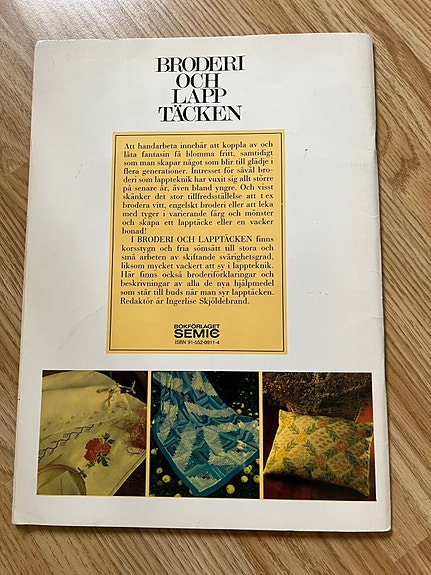 BRODERI
OCH
LAPP
TÄCKEN
Att handarbeta innebär att koppla av och
låta fantasin få blomma fritt, samtidigt
som man skapar något som blir till glädje i
flera generationer. Intresset för såväl bro-
deri som lappteknik har vuxit sig allt större
på senare år, även bland yngre. Och visst
skänker det stor tillfredsställelse att t ex
brodera vitt, engelskt broderi eller att leka
med tyger i varierande färg och mönster
och skapa ett lapptäcke eller en vacker
bonad!
I BRODERI OCH LAPPTÄCKEN finns
korsstygn och fria sömsätt till stora och
små arbeten av skiftande svårighetsgrad,
liksom mycket vackert att sy i lappteknik.
Här finns också broderiförklaringar och
beskrivningar av alla de nya hjälpmedel
som står till buds när man syr lapptäcken.
Redaktör är Ingerlise Skjöldebrand.
BOKFÖRLAGET
SEMIC
ISBN 91-552-0911-4